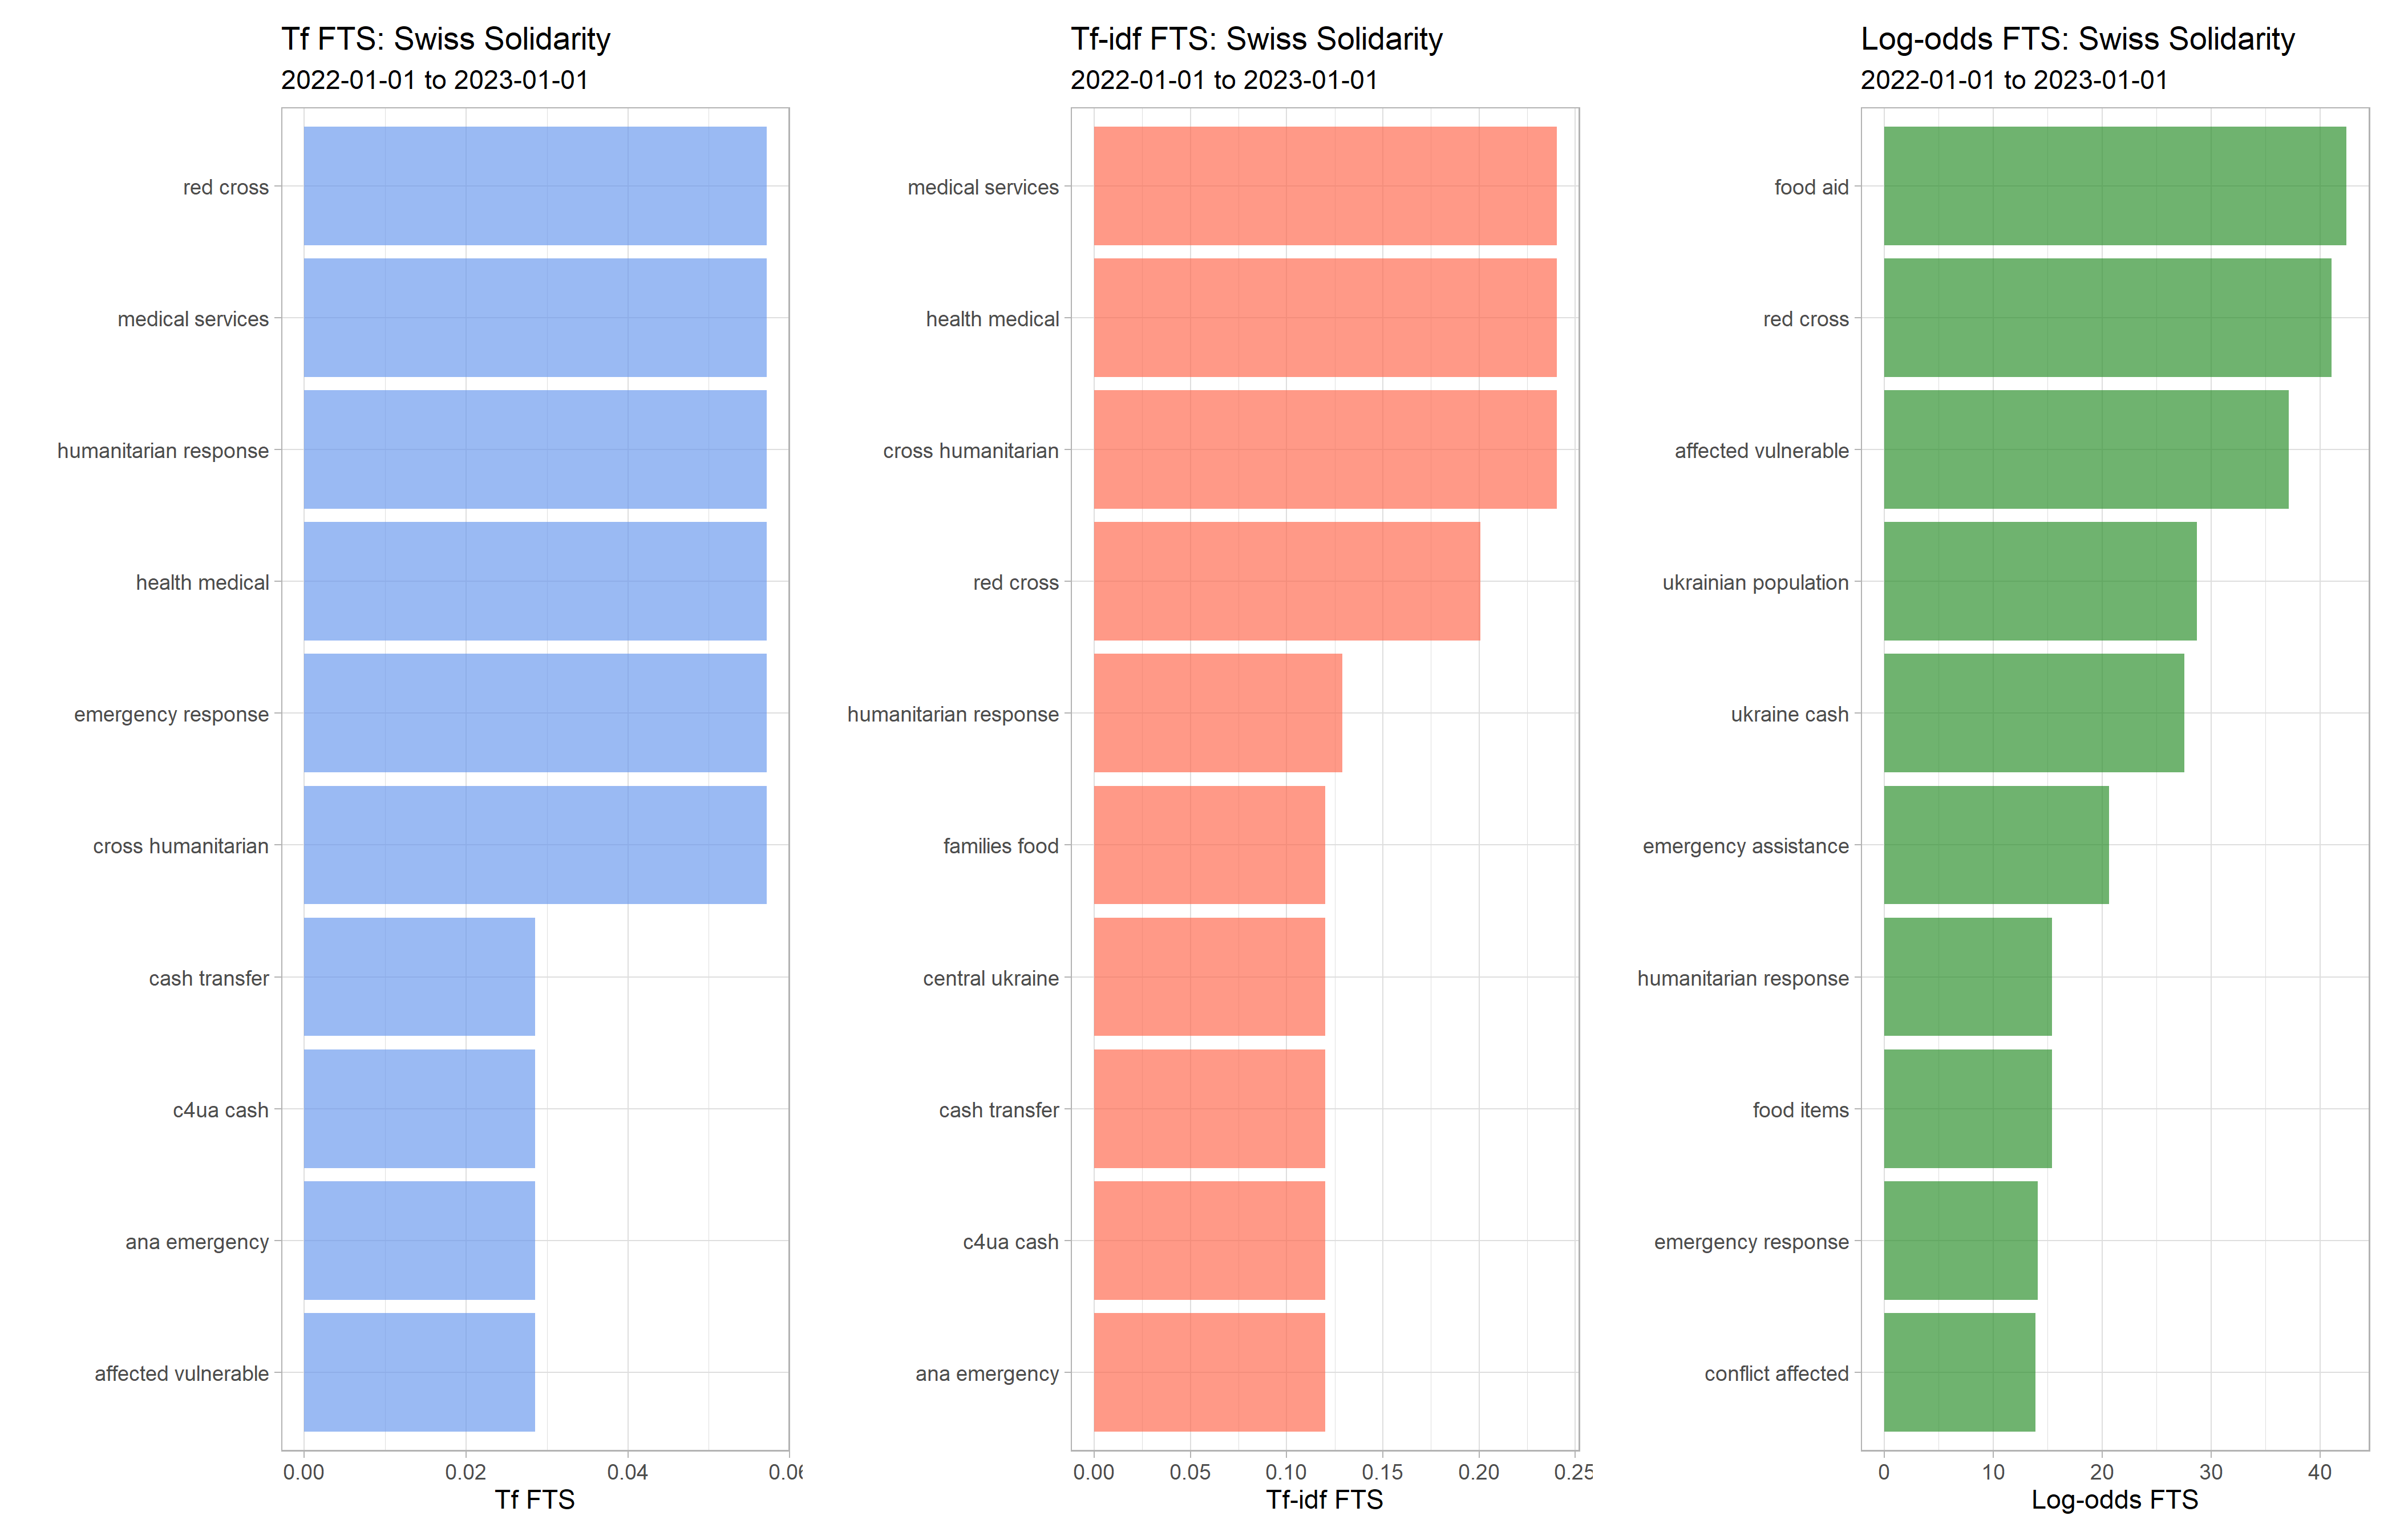 Tf FTS: Swiss Solidarity
2022-01-01 to 2023-01-01
red cross
medical services
humanitarian response
health medical
emergency response
cross humanitarian
cash transfer
c4ua cash
ana emergency
affected vulnerable
0.00 0.02 0.04 0.06
Tf FTS
Tf-idf FTS: Swiss Solidarity
2022-01-01 to 2023-01-01
medical services
health medical
cross humanitarian
red cross
humanitarian response
families food
central ukraine
cash transfer
c4ua cash
ana emergency
0.00 0.05 0.10 0.15 0.20 0.25
Tf-idf FTS
Log-odds FTS: Swiss Solidarity
2022-01-01 to 2023-01-01
food aid
red cross
affected vulnerable
ukrainian population
ukraine cash
emergency assistance
humanitarian response
food items
emergency response
conflict affected
0 10 20 30 40
Log-odds FTS